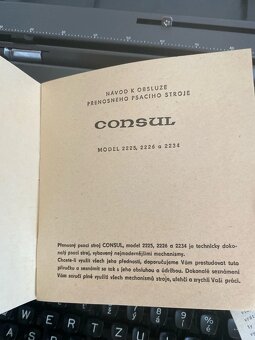 NÁVOD K OBSLUZE
PŘENOSNÉHO PSACÍHO STROJE
CONSUL
MODEL 2225, 2226 a 2234
Přenosný psací stroj CONSUL, model 2225, 2226 a 2234 je technicky doko-
nalý psací stroj, vybavený nejmodernějšími mechanismy.
Chcete-li využít všech jeho předností, doporučujeme Vám prostudovat tuto
příručku a seznámit se tak s jeho obsluhou a údržbou. Dokonalé seznámení
Vám zaručí plné využití všech mechanismů stroje, ulehčí a zrychlí Vaši práci.
W E R T Z U